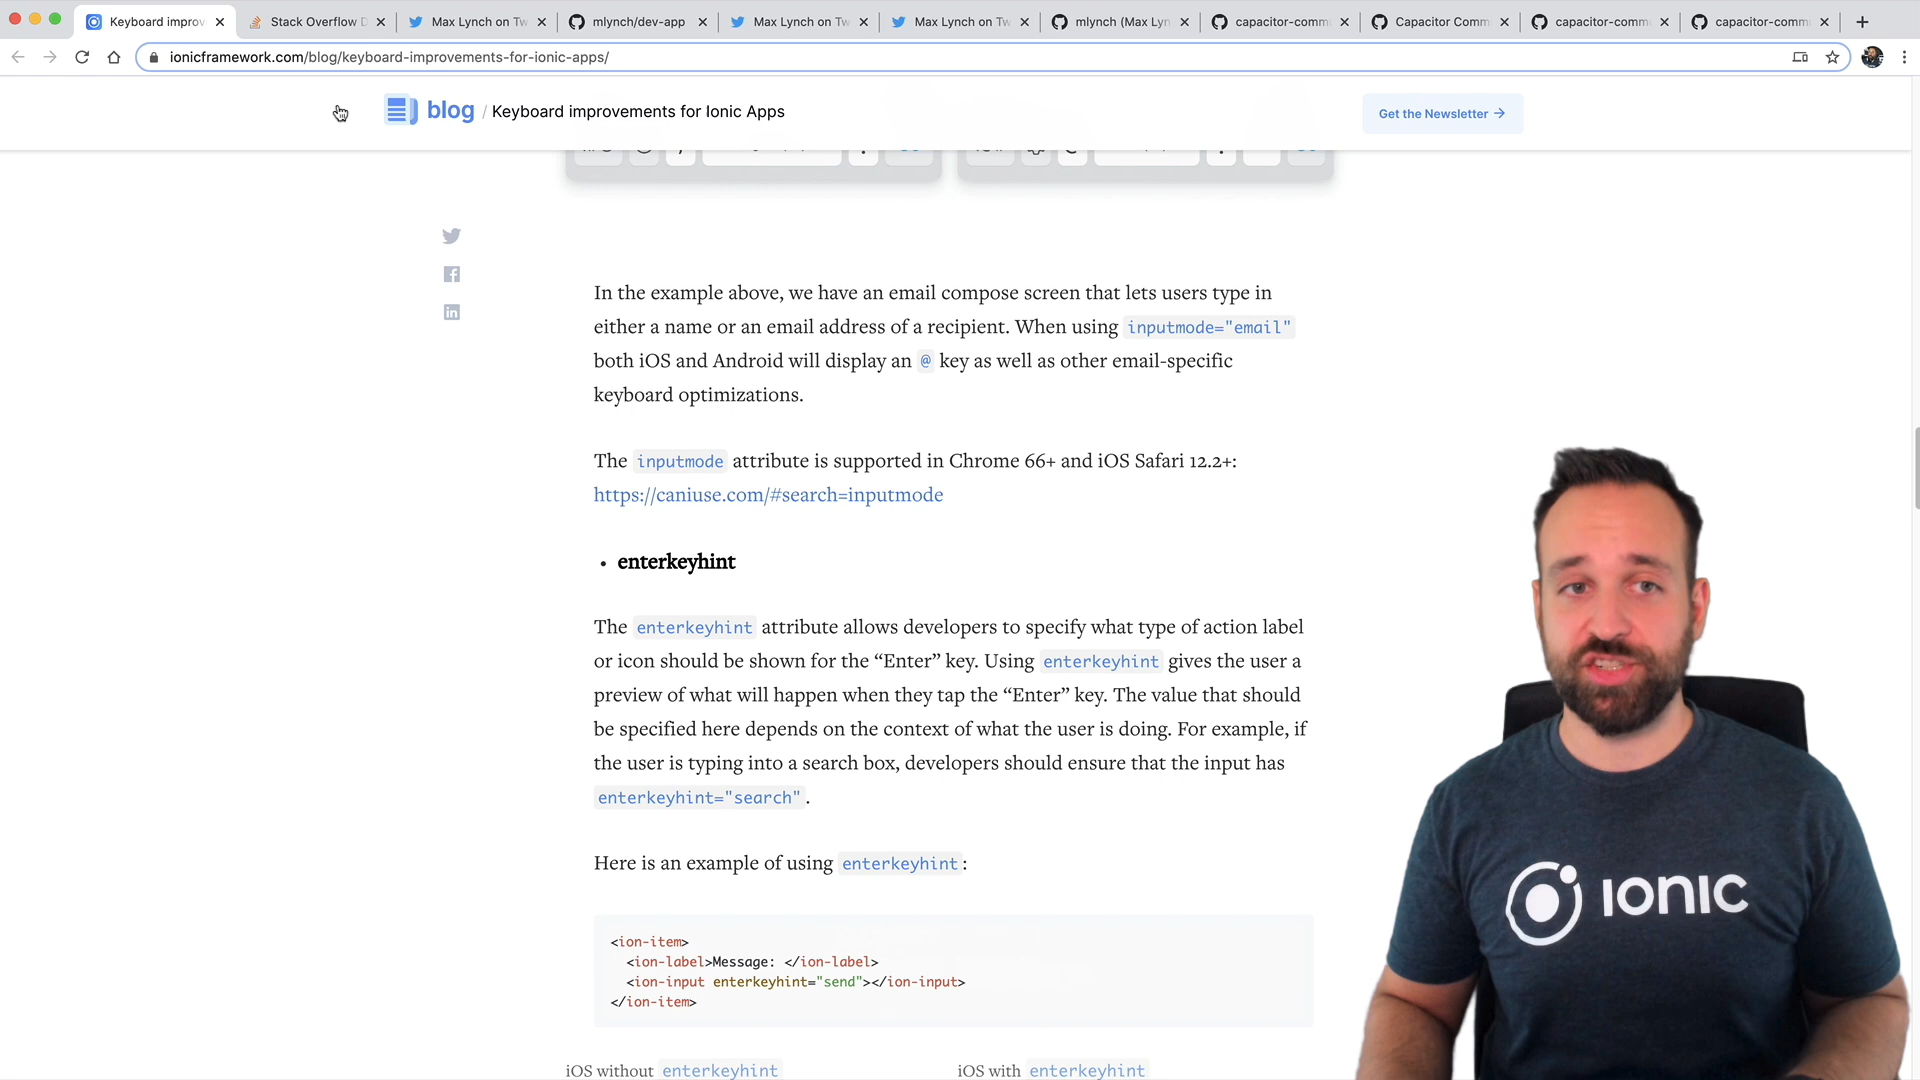 Keyboard improv
Stack Overflow D
Max Lynch on Tw
mlynch/dev-app
Max Lynch on Tw
Max Lynch on Tw
mlynch (Max Lyn
capacitor-comm
Capacitor Comm
capacitor-comm
capacitor-comm
ionicframework.com/blog/keyboard-improvements-for-ionic-apps/
blog / Keyboard improvements for Ionic Apps
Get the Newsletter →
In the example above, we have an email compose screen that lets users type in
either a name or an email address of a recipient. When using inputmode="email"
both iOS and Android will display an @ key as well as other email-specific
keyboard optimizations.
The inputmode attribute is supported in Chrome 66+ and iOS Safari 12.2+:
https://caniuse.com/#search=inputmode
• enterkeyhint
The enterkeyhint attribute allows developers to specify what type of action label
or icon should be shown for the “Enter” key. Using enterkeyhint gives the user a
preview of what will happen when they tap the “Enter” key. The value that should
be specified here depends on the context of what the user is doing. For example, if
the user is typing into a search box, developers should ensure that the input has
enterkeyhint="search".
Here is an example of using enterkeyhint:
<ion-item>
<ion-label>Message: </ion-label>
<ion-input enterkeyhint="send"></ion-input>
</ion-item>
iOS without enterkeyhint
iOS with enterkeyhint
IONIC